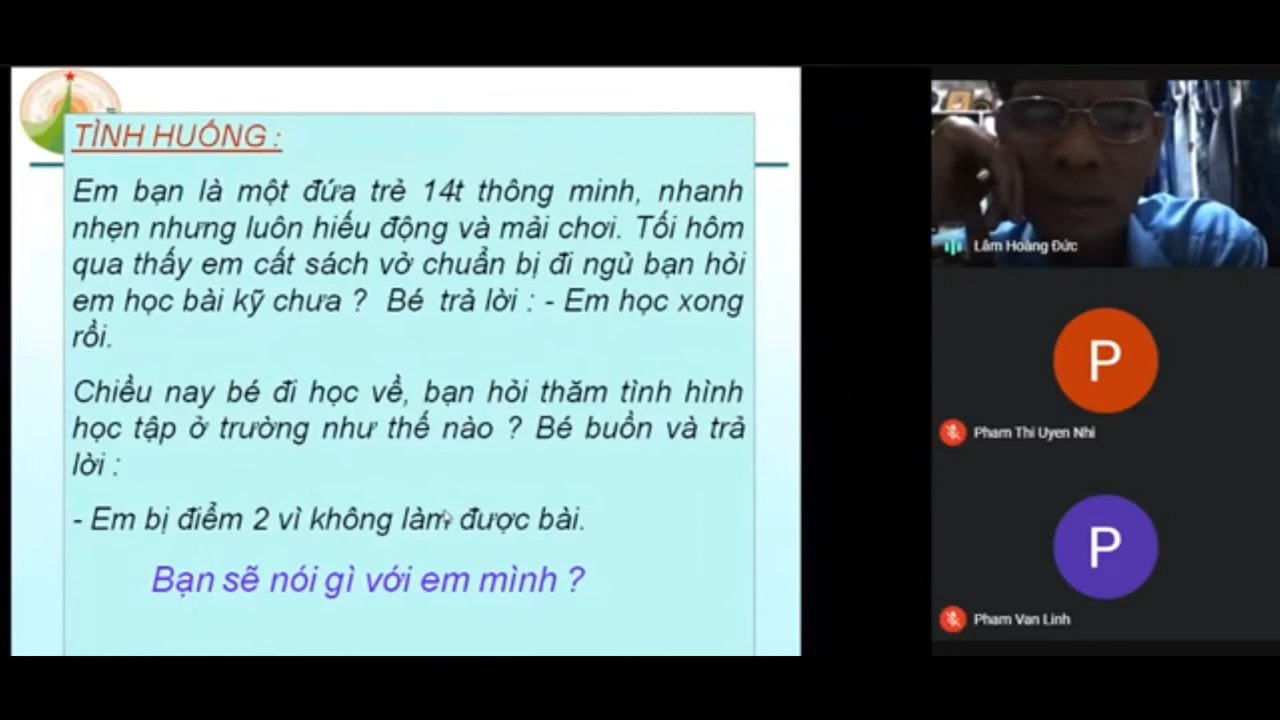 TÌNH HUỐNG :
Em bạn là một đứa trẻ 14t thông minh, nhanh
nhẹn nhưng luôn hiếu động và mải chơi. Tối hôm
qua thấy em cất sách vở chuẩn bị đi ngủ bạn hỏi
em học bài kỹ chưa ? Bé trả lời : - Em học xong
rồi.
Chiều nay bé đi học về, bạn hỏi thăm tình hình
học tập ở trường như thế nào ? Bé buồn và trả
lời :
- Em bị điểm 2 vì không làm được bài.
Bạn sẽ nói gì với em mình ?
Lâm Hoàng Đức
P
Pham Thi Uyen Nhi
P
Pham Van Linh